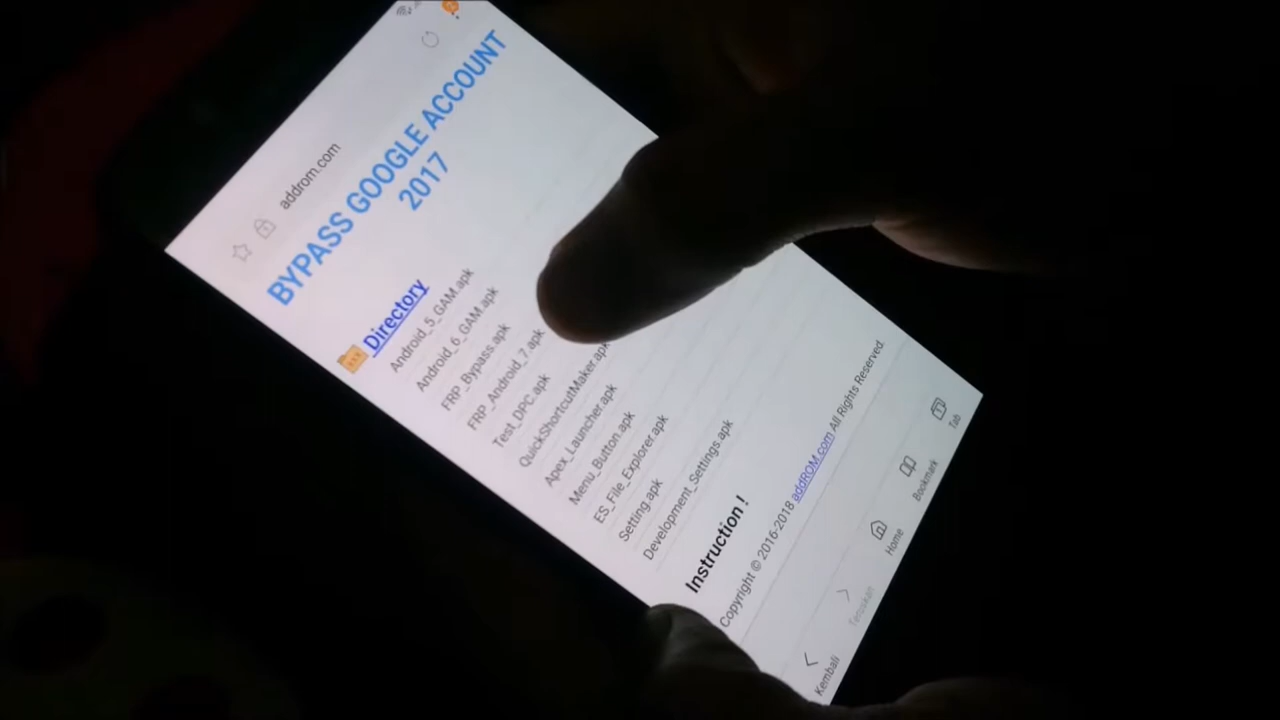 addrom.com
BYPASS GOOGLE ACCOUNT
2017
Directory
Android_5_GAM.apk
Android_6_GAM.apk
FRP_Bypass.apk
FRP_Android_7.apk
Test_DPC.apk
QuickShortcutMaker.apk
Apex_Launcher.apk
Menu_Button.apk
ES_File_Explorer.apk
Setting.apk
Development_Settings.apk
Instruction !
Copyright © 2016-2018 addROM.com All Rights Reserved.
Kembali Teruskan Home Bookmark Tab